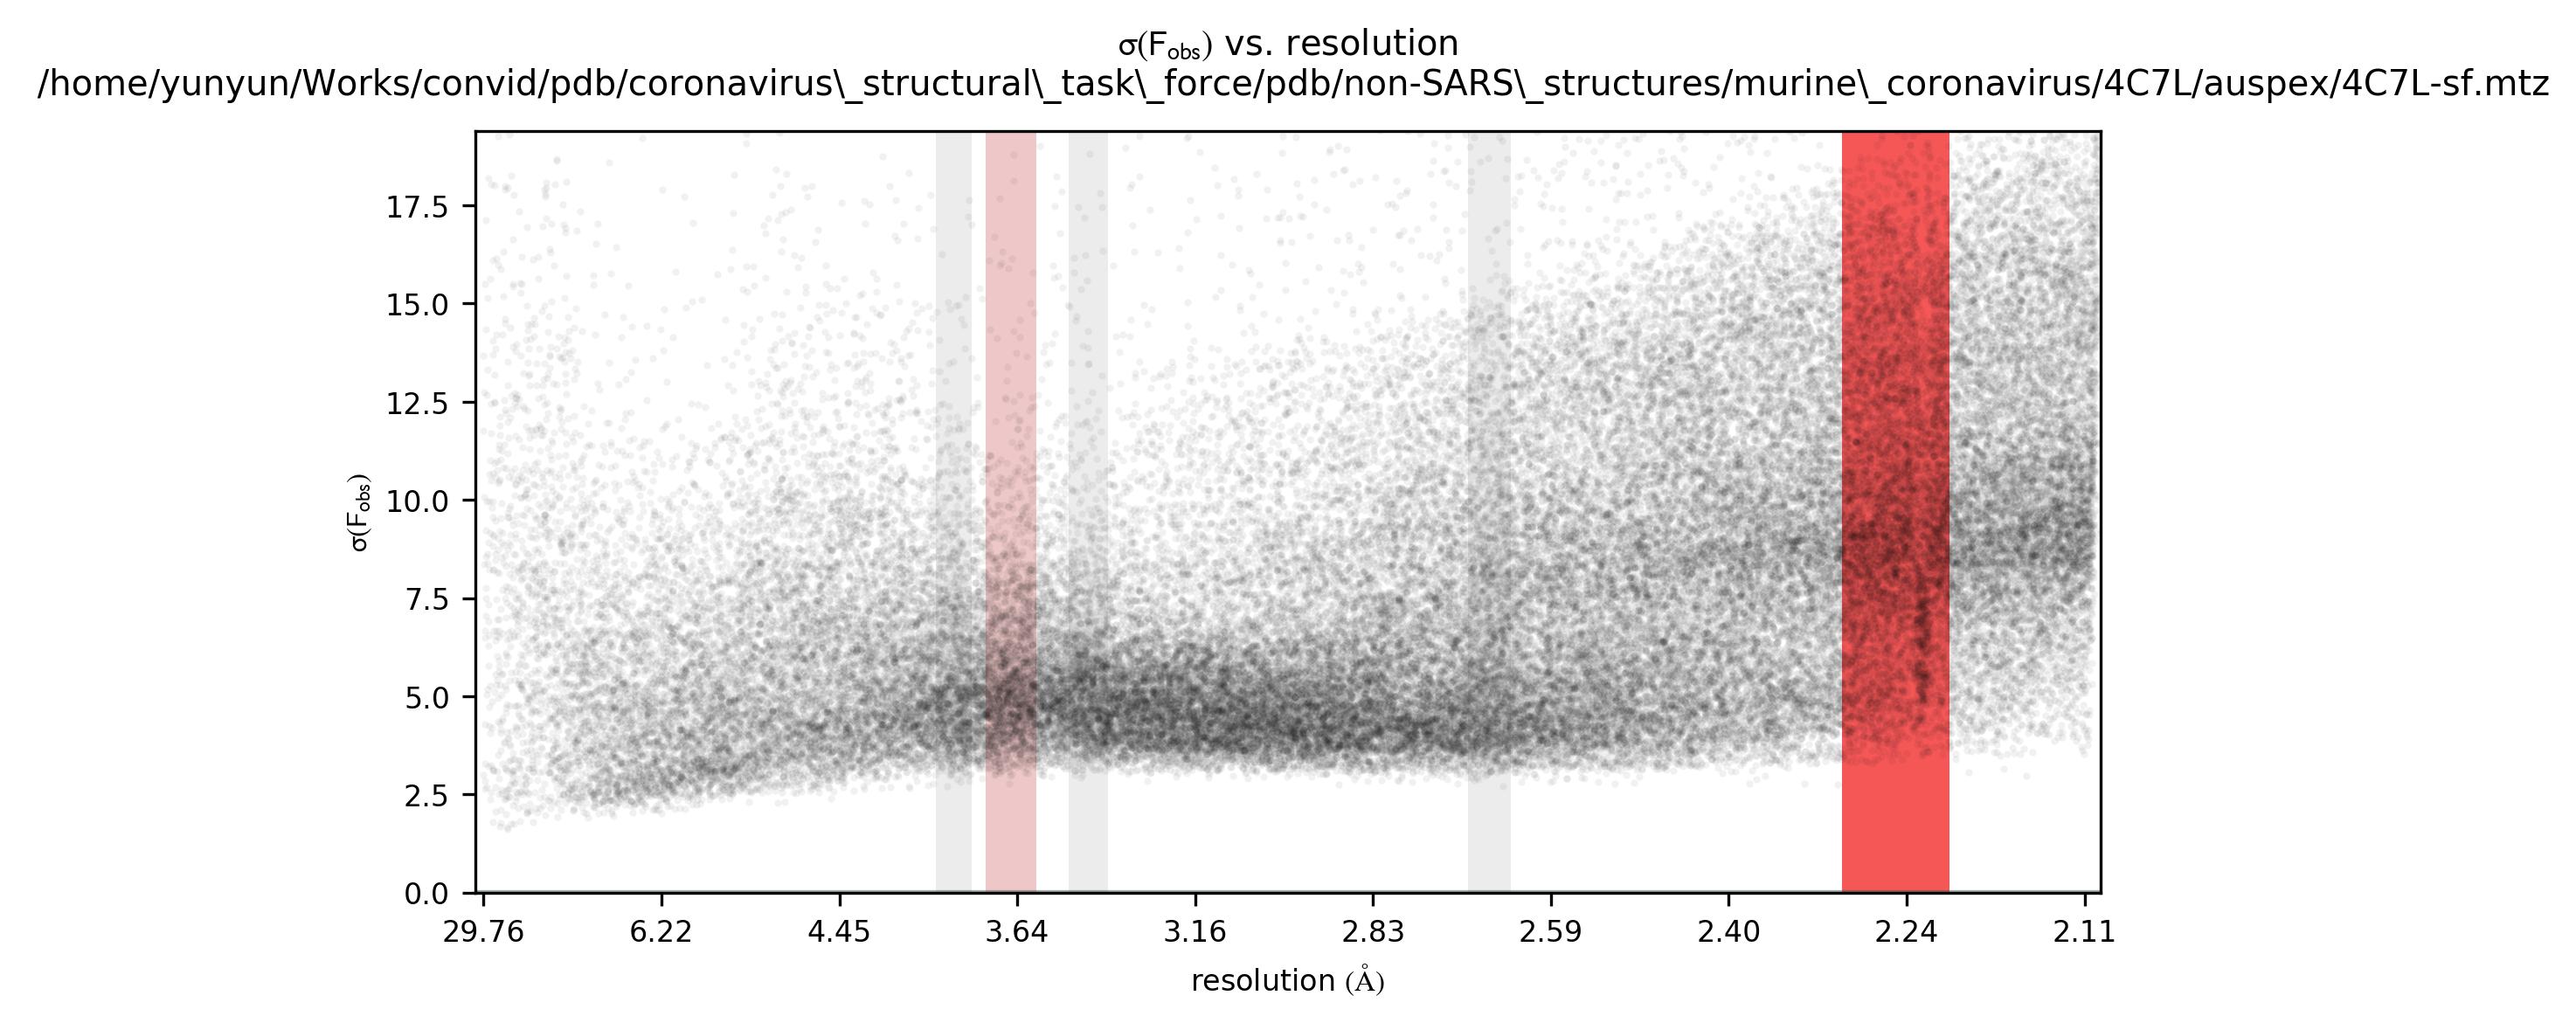 σ(Fobs) vs. resolution
/home/yunyun/Works/convid/pdb/coronavirus\_structural\_task\_force/pdb/non-SARS\_structures/murine\_coronavirus/4C7L/auspex/4C7L-sf.mtz
17.5
15.0
12.5
10.0
7.5
5.0
2.5
0.0
σ(Fobs)
29.76 6.22 4.45 3.64 3.16 2.83 2.59 2.40 2.24 2.11
resolution (Å)